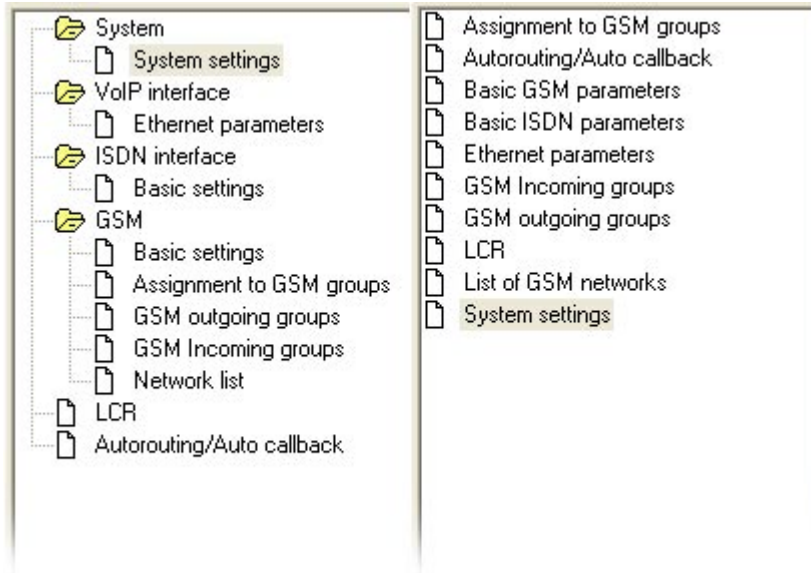 System
System settings
VoIP interface
Ethernet parameters
ISDN interface
Basic settings
GSM
Basic settings
Assignment to GSM groups
GSM outgoing groups
GSM Incoming groups
Network list
LCR
Autorouting/Auto callback
Assignment to GSM groups
Autorouting/Auto callback
Basic GSM parameters
Basic ISDN parameters
Ethernet parameters
GSM Incoming groups
GSM outgoing groups
LCR
List of GSM networks
System settings